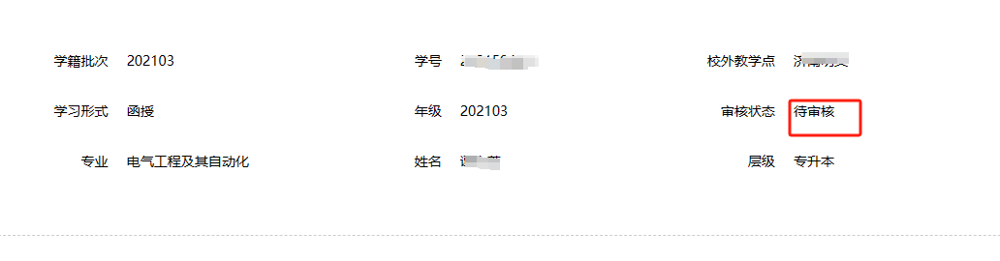 学籍批次 202103 学号 校外教学点
学习形式 函授 年级 202103 审核状态 待审核
专业 电气工程及其自动化 姓名 层级 专升本